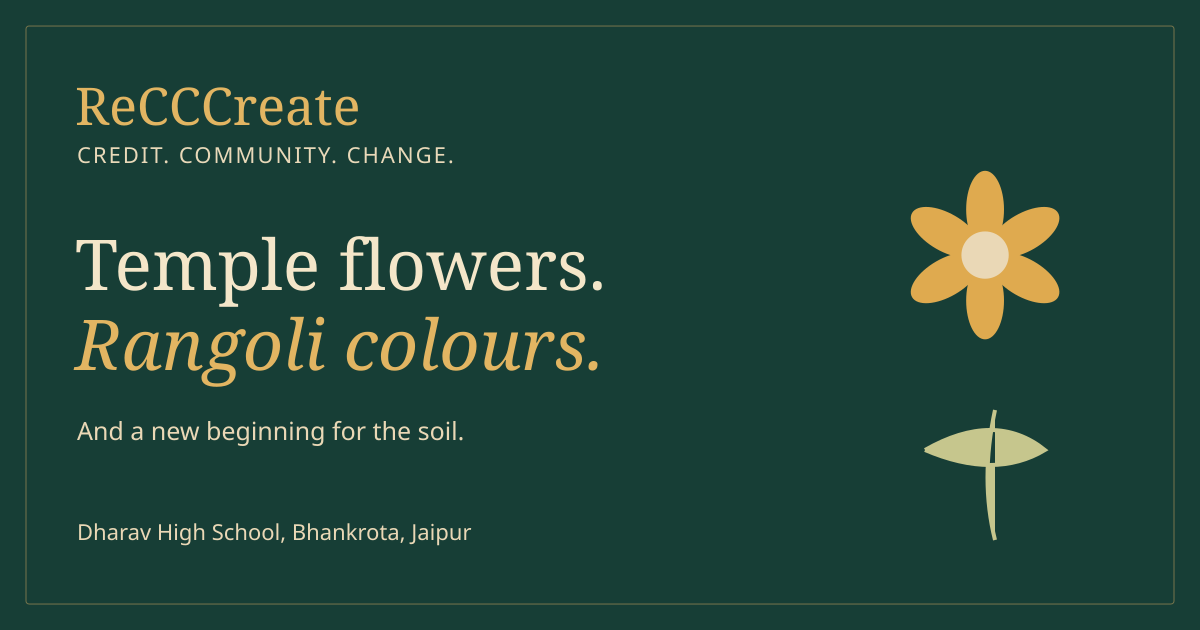 ReCCCreate
CREDIT. COMMUNITY. CHANGE.
Temple flowers.
Rangoli colours.
And a new beginning for the soil.
Dharav High School, Bhankrota, Jaipur